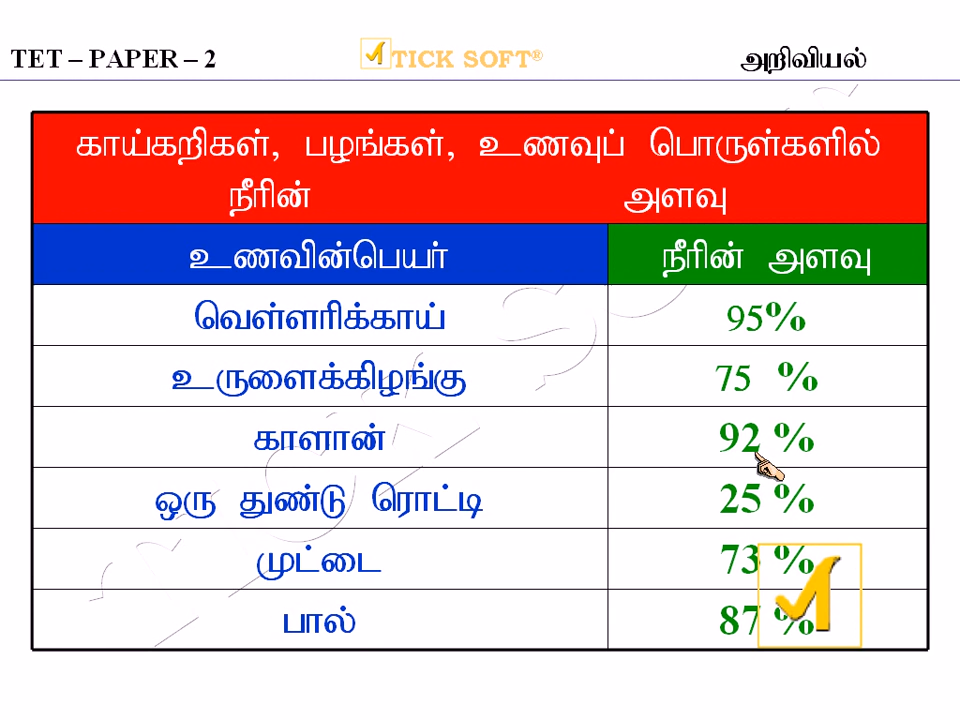 TET – PAPER – 2 TICK SOFT® அறிவியல்
காய்கறிகள், பழங்கள், உணவுப் பொருள்களில்
நீரின் அளவு
உணவின்பெயர் நீரின் அளவு
வெள்ளரிக்காய் 95%
உருளைக்கிழங்கு 75 %
காளான் 92 %
ஒரு துண்டு ரொட்டி 25 %
முட்டை 73 %
பால் 87 %